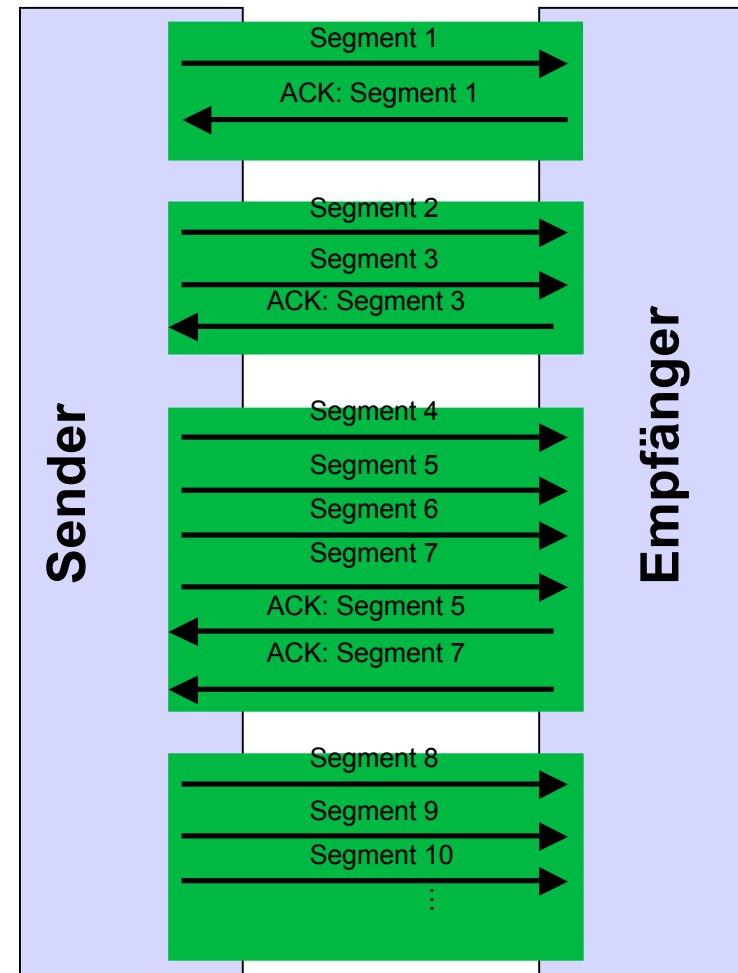 Segment 1
ACK: Segment 1
Segment 2
Segment 3
ACK: Segment 3
Sender
Empfänger
Segment 4
Segment 5
Segment 6
Segment 7
ACK: Segment 5
ACK: Segment 7
Segment 8
Segment 9
Segment 10
⋮